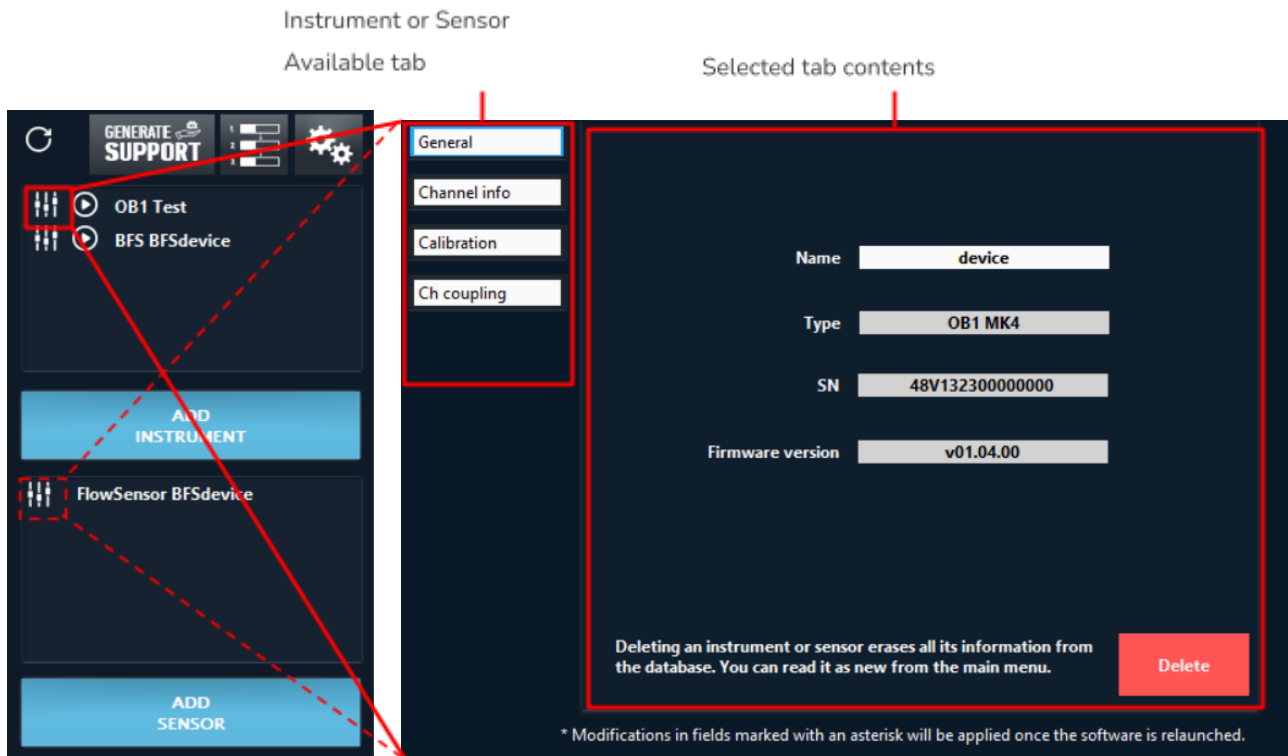 Instrument or Sensor
Available tab
Selected tab contents
GENERATE
SUPPORT
1.
2
3
OB1 Test
BFS BFSdevice
ADD
INSTRUMENT
FlowSensor BFSdevice
ADD
SENSOR
General
Channel info
Calibration
Ch coupling
Name device
Type OB1 MK4
SN 48V132300000000
Firmware version v01.04.00
Deleting an instrument or sensor erases all its information from
the database. You can read it as new from the main menu.
Delete
* Modifications in fields marked with an asterisk will be applied once the software is relaunched.